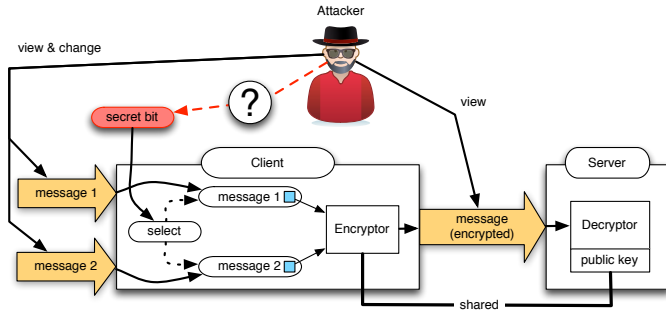 Attacker
view & change
?
view
secret bit
Client
Server
message 1
message 1
select
Encryptor
message
(encrypted)
Decryptor
message 2
message 2
public key
shared